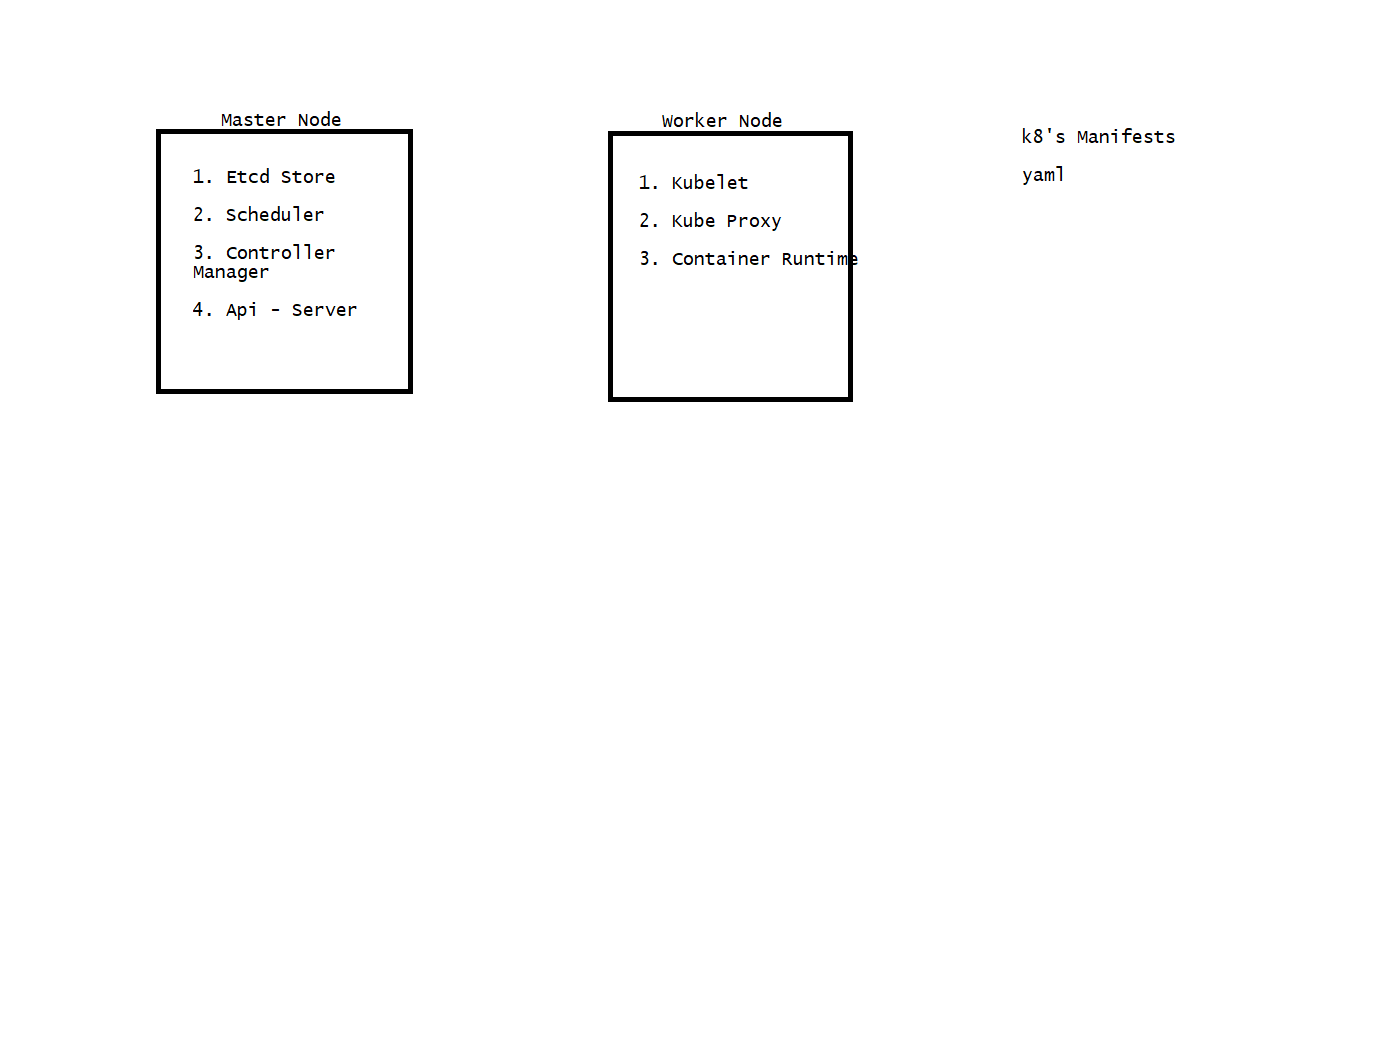 Master Node
1. Etcd Store
2. Scheduler
3. Controller
Manager
4. Api - Server
Worker Node
1. Kubelet
2. Kube Proxy
3. Container Runtime
k8's Manifests
yaml